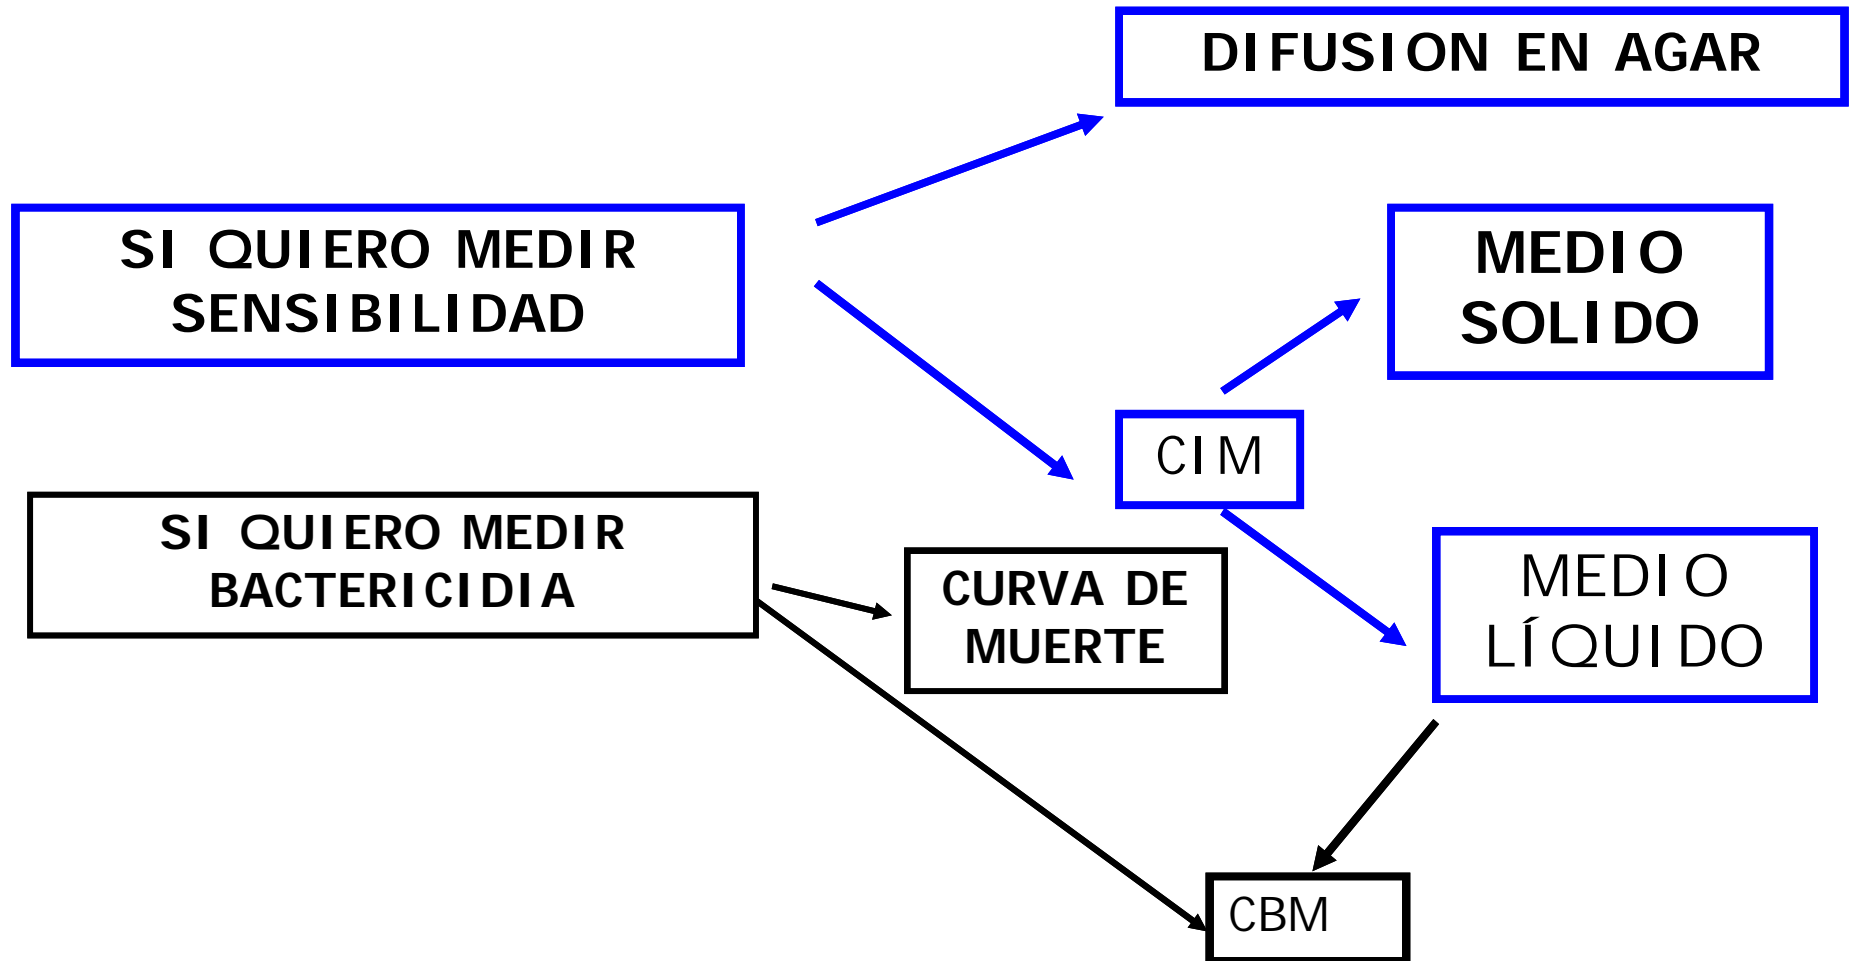 DIFUSION EN AGAR
SI QUIERO MEDIR
SENSIBILIDAD
MEDIO
SOLIDO
CIM
SI QUIERO MEDIR
BACTERICIDIA
CURVA DE
MUERTE
MEDIO
LÍQUIDO
CBM